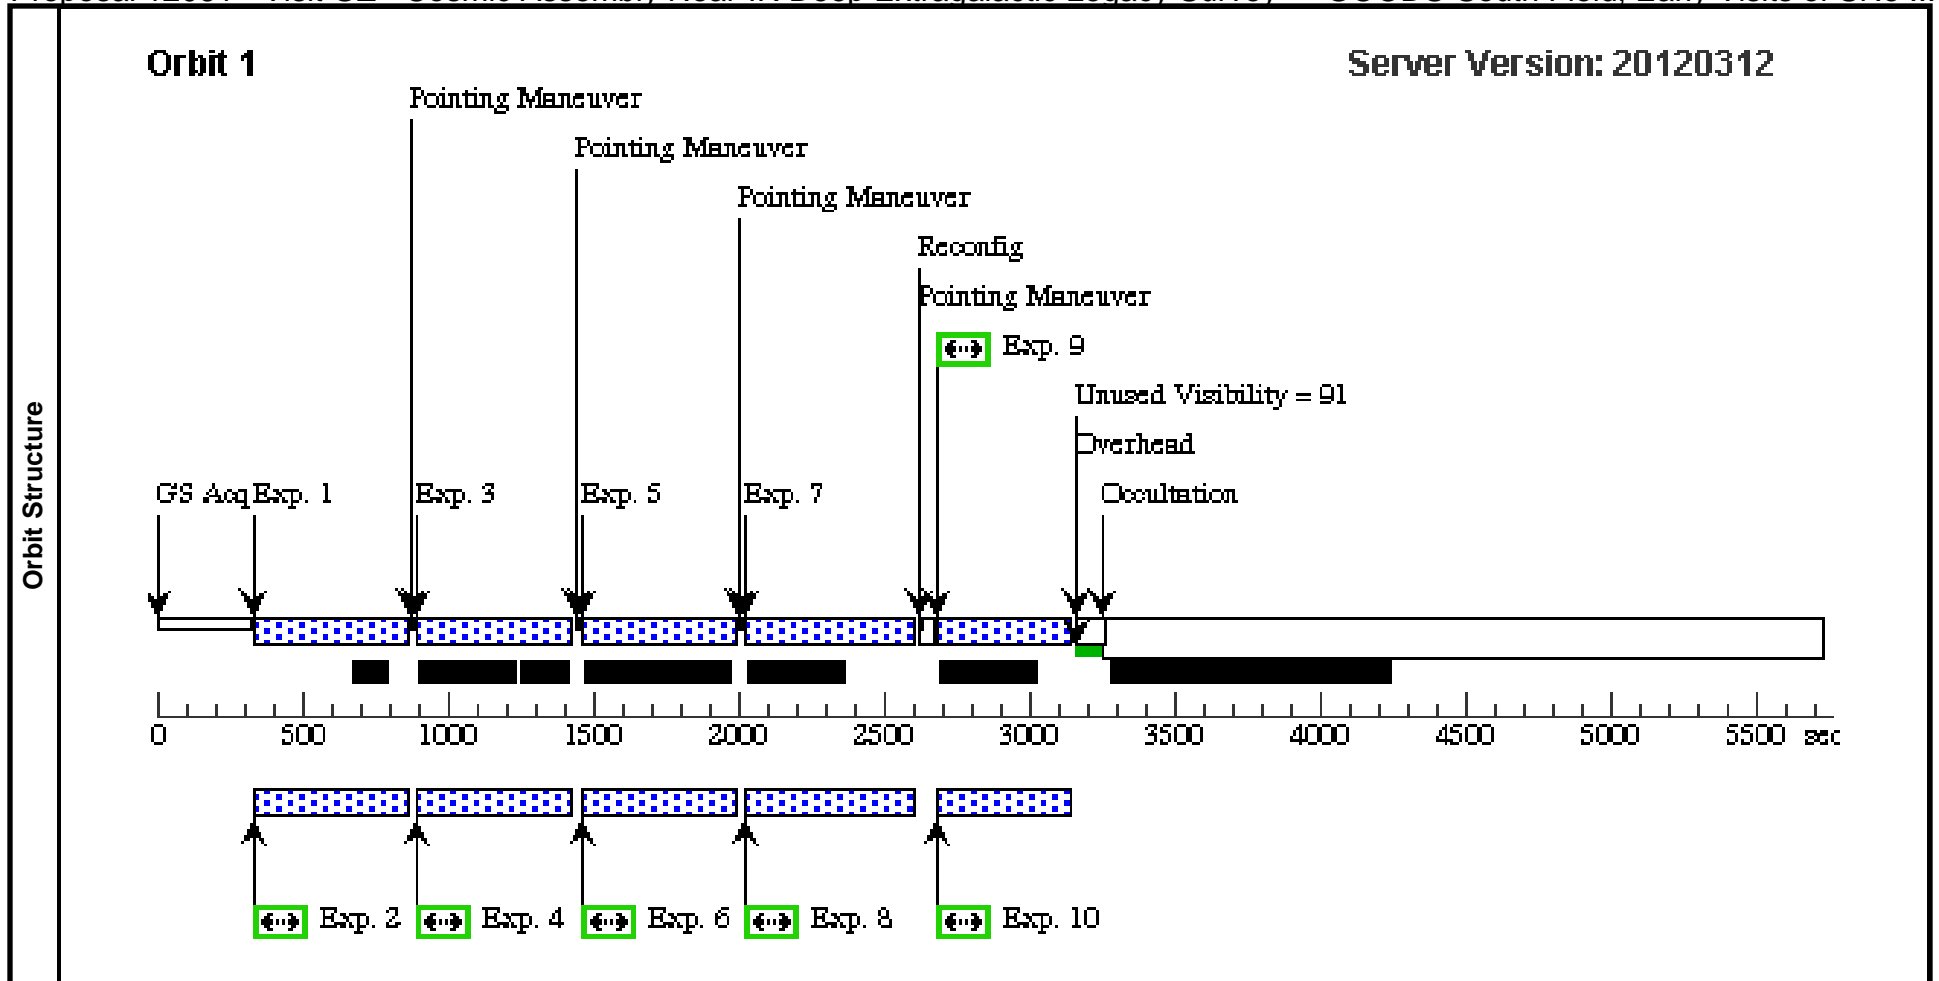 Orbit 1
Server Version: 20120312
Pointing Maneuver
Pointing Maneuver
Pointing Maneuver
Reconfig
Pointing Maneuver
Exp. 9
Unused Visibility = 91
Overhead
GS Acq Exp. 1 Exp. 3 Exp. 5 Exp. 7 Occultation
Orbit Structure
0 500 1000 1500 2000 2500 3000 3500 4000 4500 5000 5500 sec
Exp. 2 Exp. 4 Exp. 6 Exp. 8 Exp. 10